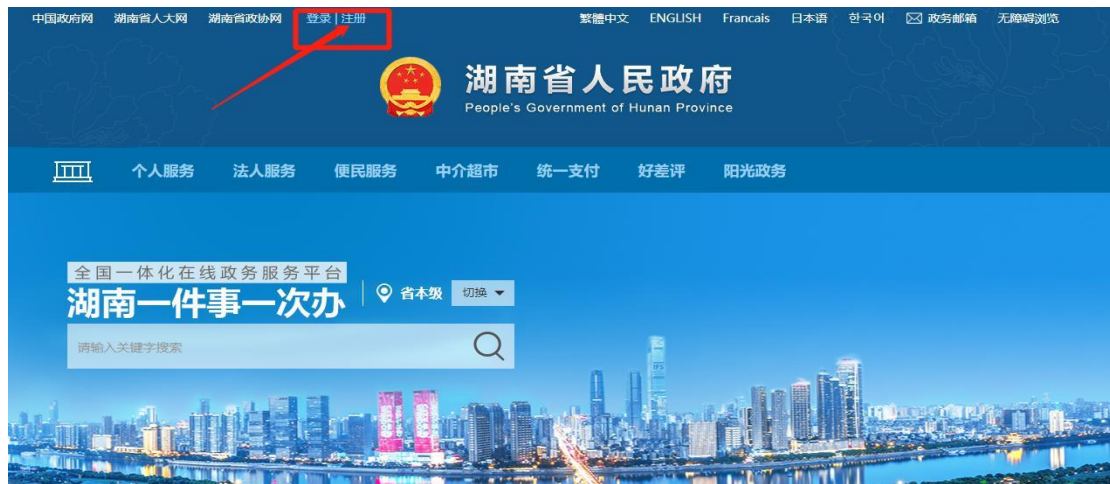 中国政府网 湖南省人大网 湖南省政协网 登录 | 注册 繁體中文 ENGLISH Francais 日本語 한국어 政务邮箱 无障碍浏览
湖南省人民政府
People's Government of Hunan Province
个人服务 法人服务 便民服务 中介超市 统一支付 好差评 阳光政务
全国一体化在线政务服务平台
湖南一件事一次办 省本级 切换
请输入关键字搜索
IFS